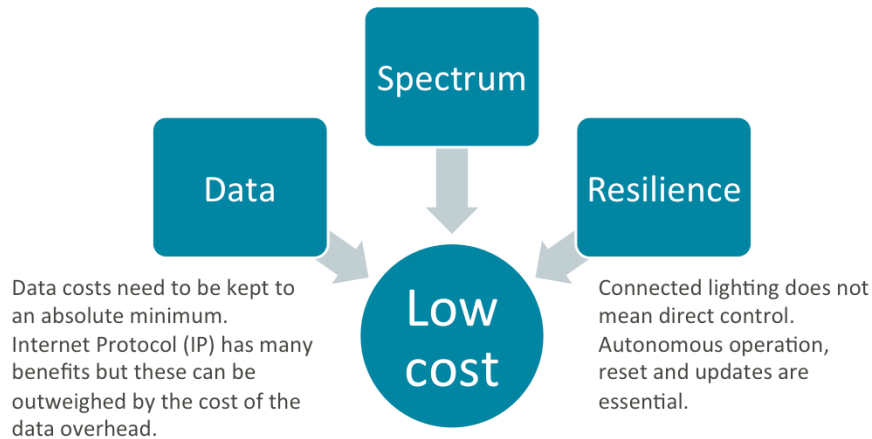 Spectrum
Data
Resilience
Low
cost
Data costs need to be kept to
an absolute minimum.
Internet Protocol (IP) has many
benefits but these can be
outweighed by the cost of the
data overhead.
Connected lighting does not
mean direct control.
Autonomous operation,
reset and updates are
essential.